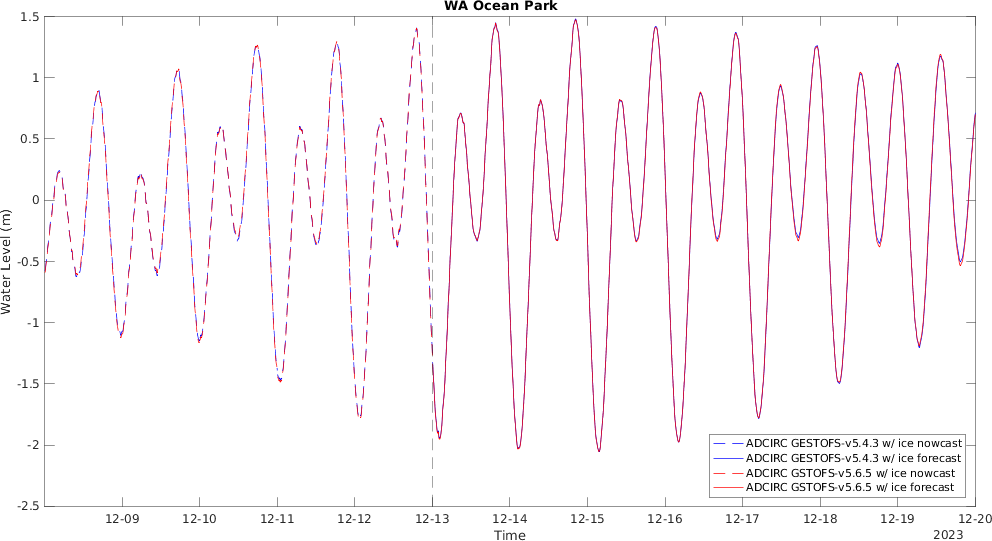 WA Ocean Park
1.5
1
0.5
0
-0.5
-1
-1.5
-2
-2.5
Water Level (m)
12-09 12-10 12-11 12-12 12-13 12-14 12-15 12-16 12-17 12-18 12-19 12-20
Time
2023
ADCIRC GESTOFS-v5.4.3 w/ ice nowcast
ADCIRC GESTOFS-v5.4.3 w/ ice forecast
ADCIRC GSTOFS-v5.6.5 w/ ice nowcast
ADCIRC GSTOFS-v5.6.5 w/ ice forecast